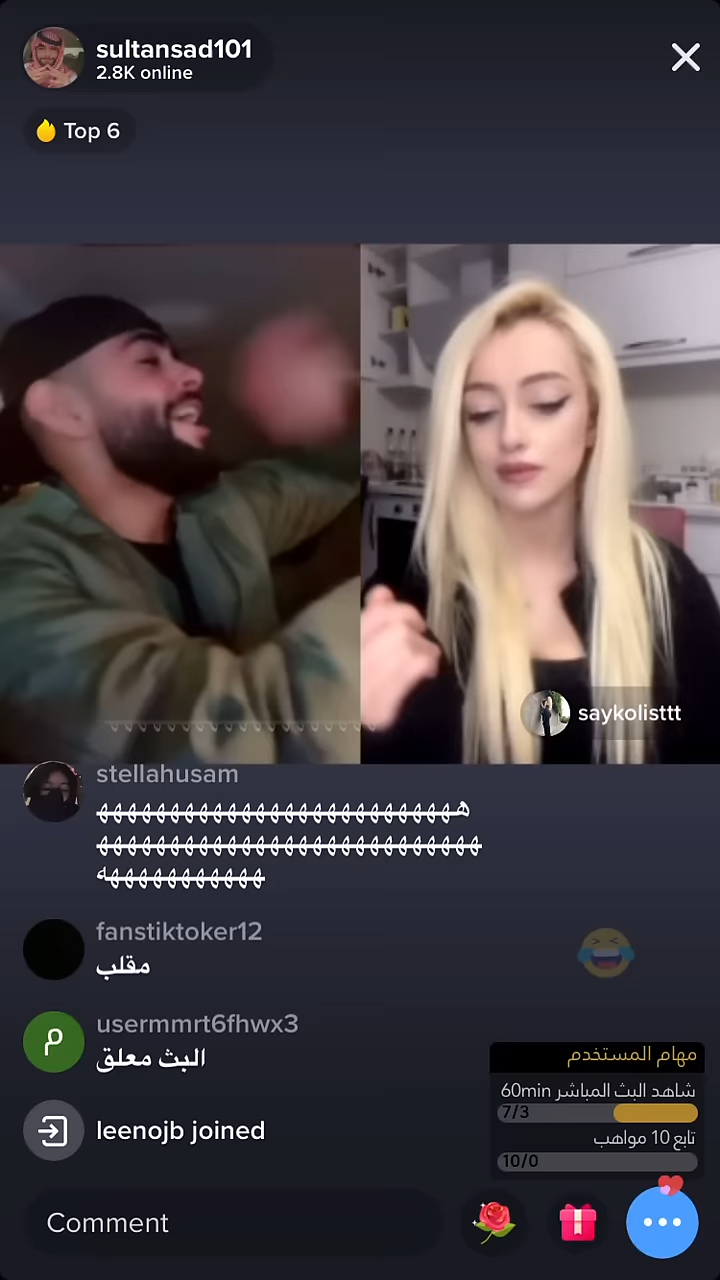 sultansad101
2.8K online
Top 6
saykolisttt
stellahusam
هههههههههههههههههههههههههه
ههههههههههههههههههههههههههه
هههههههههههه
fanstiktoker12
مقلب
usermmrt6fhwx3
البث معلق
م
leenojb joined
مهام المستخدم
شاهد البث المباشر 60min
7/3
تابع 10 مواهب
10/0
Comment